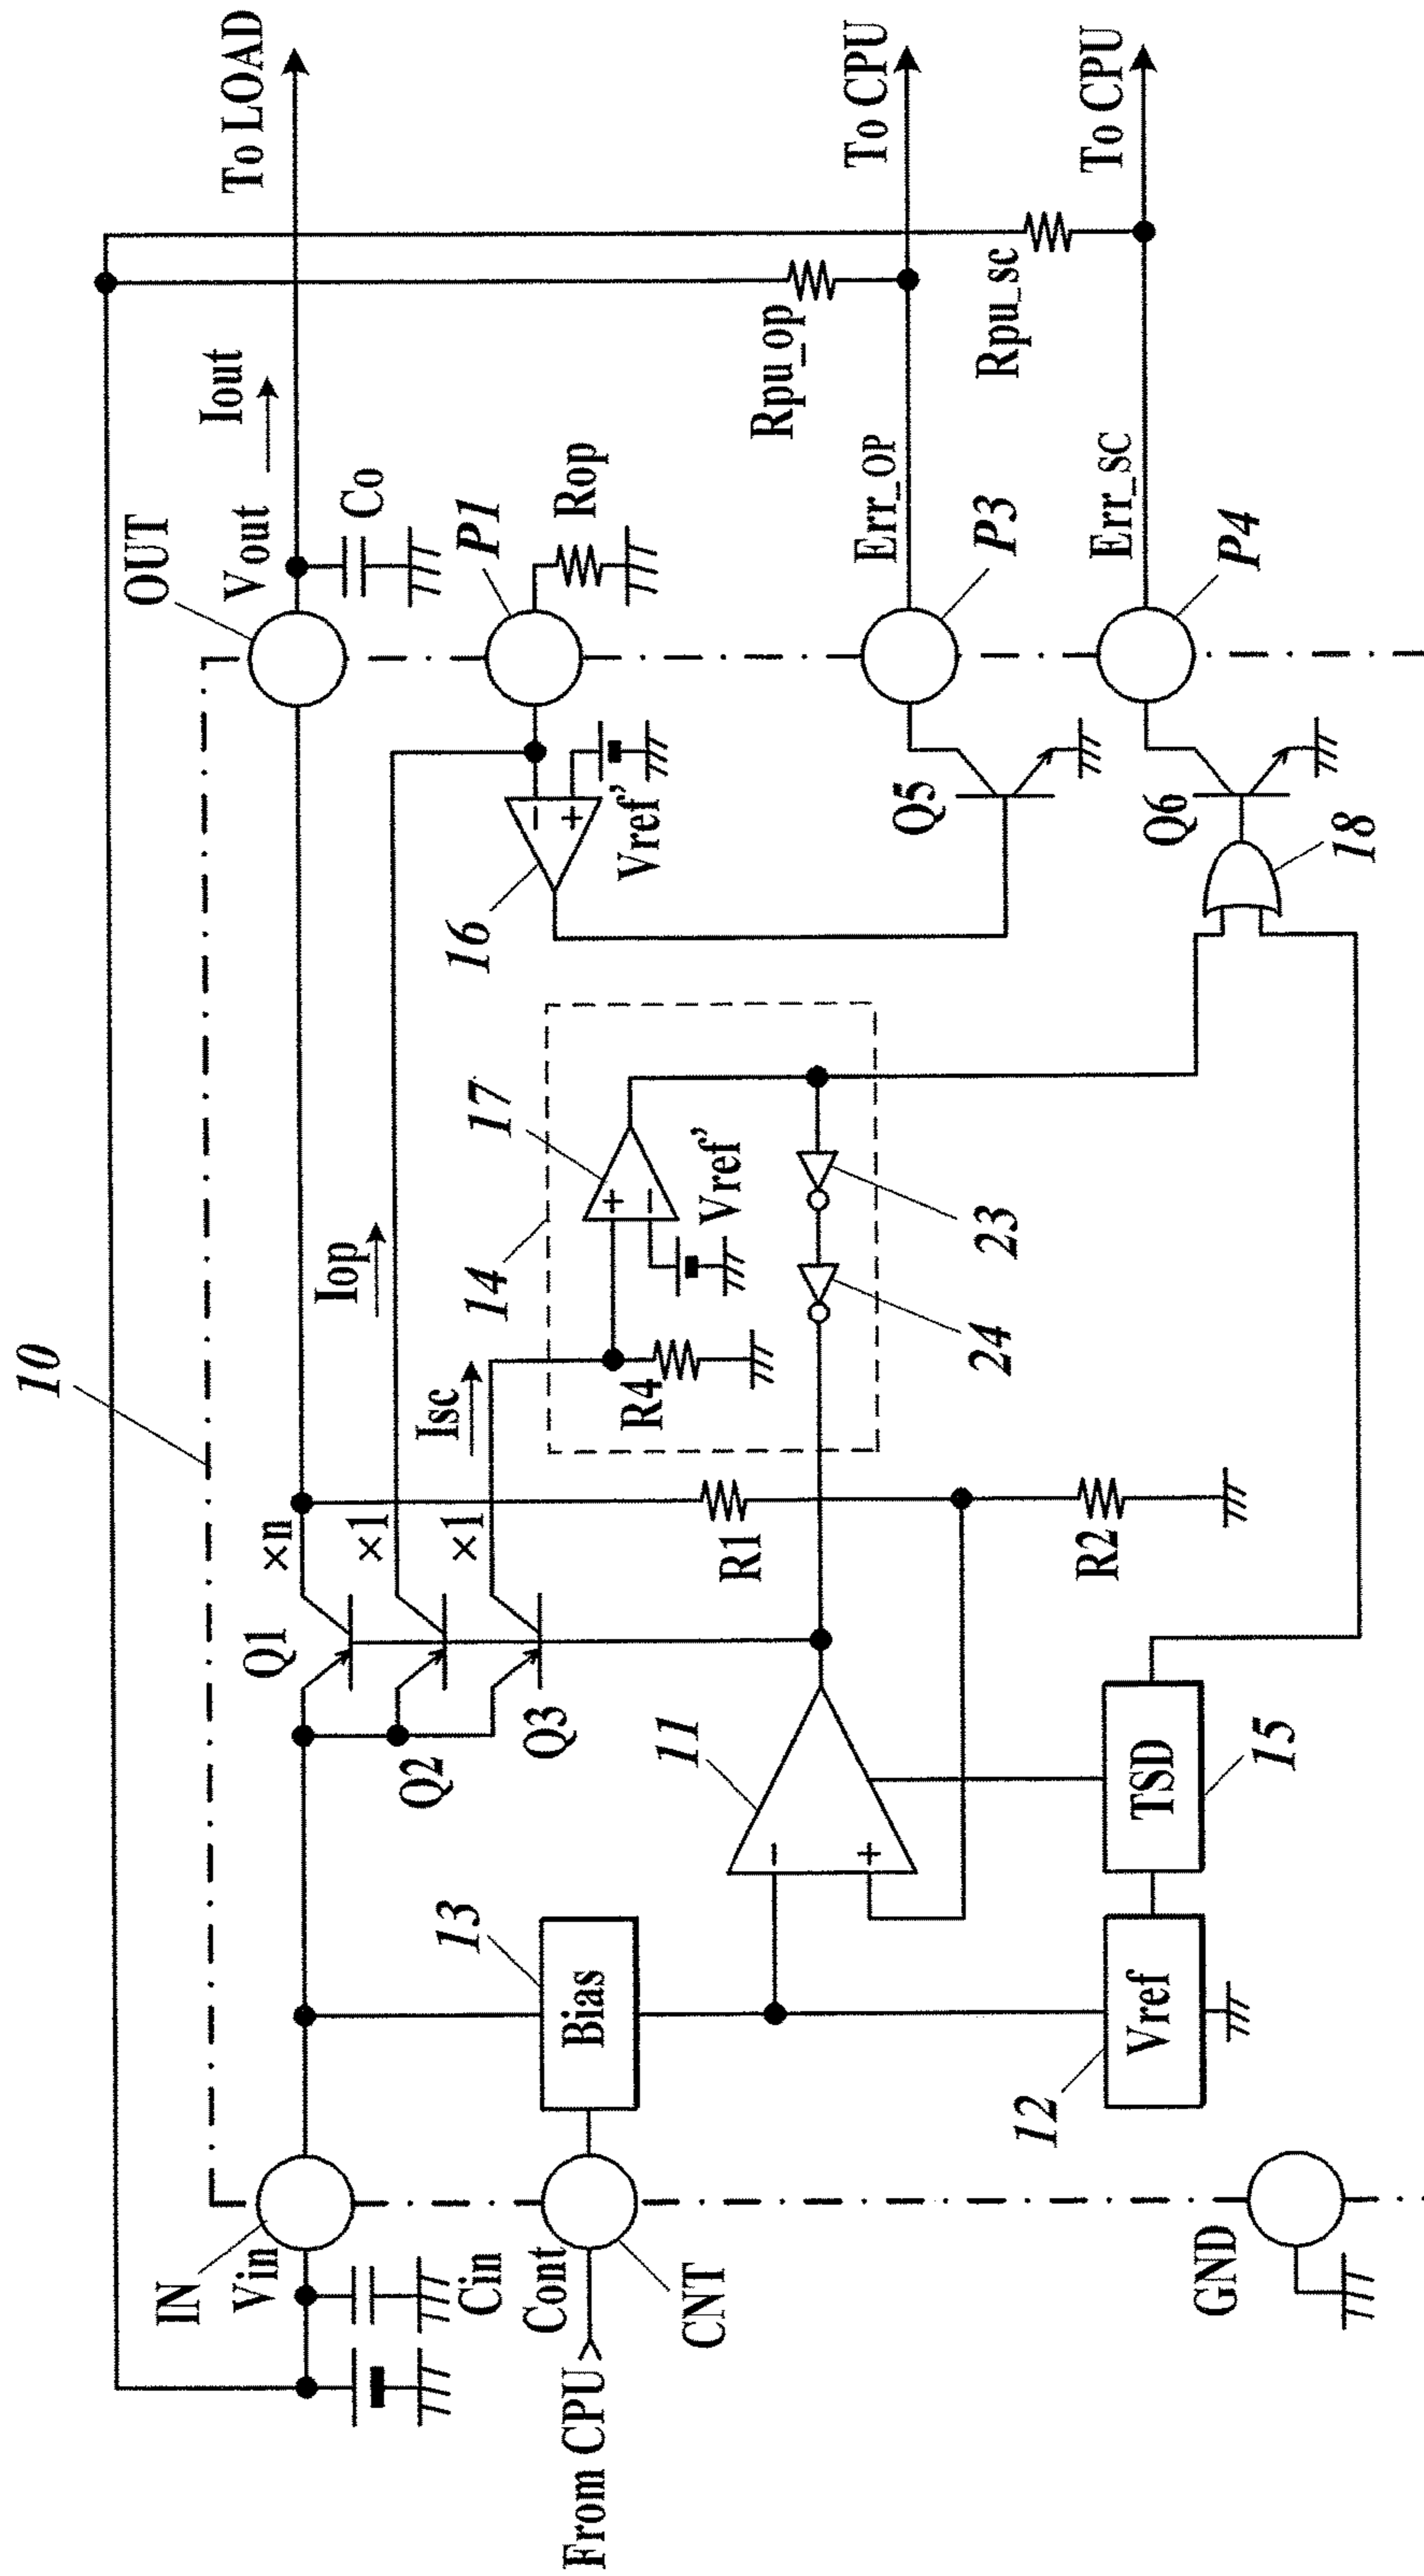 10
To LOAD
OUT
Vout
Iout
IN
Vin
Q1
×n
Iop
Co
Q2
×1
P1
Rop
Q3
×1
Isc
14
17
16
Vref'
Cin
Cont
CNT
From CPU
13
Bias
11
−
+
R1
R4
+
−
Vref'
−
+
23
24
Rpu_op
Err_OP
To CPU
P3
Q5
Rpu_sc
Err_SC
To CPU
P4
Q6
18
R2
12
Vref
TSD
15
GND